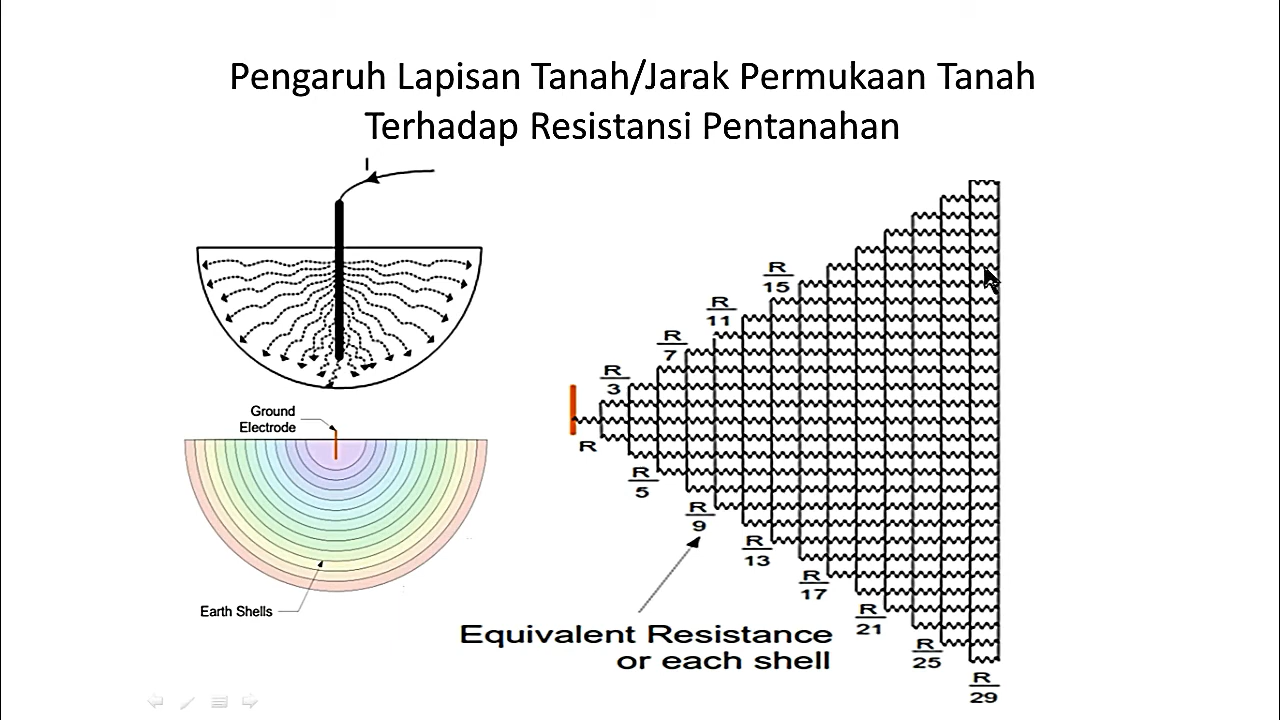 Pengaruh Lapisan Tanah/Jarak Permukaan Tanah
Terhadap Resistansi Pentanahan
I
Ground
Electrode
Earth Shells
R
R
3
R
5
R
7
R
9
R
11
R
13
R
15
R
17
R
21
R
25
R
29
Equivalent Resistance
or each shell